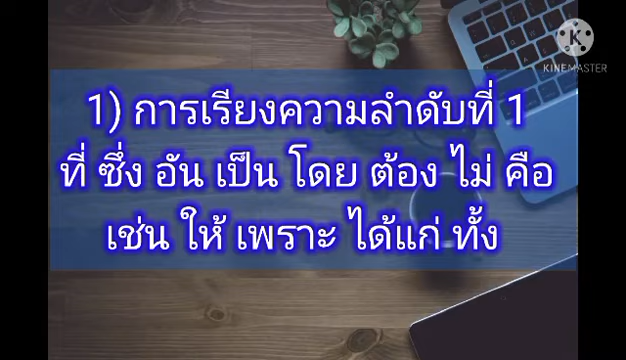 KINEMASTER
1) การเรียงความลำดับที่ 1
ที่ ซึ่ง อัน เป็น โดย ต้อง ไม่ คือ
เช่น ให้ เพราะ ได้แก่ ทั้ง